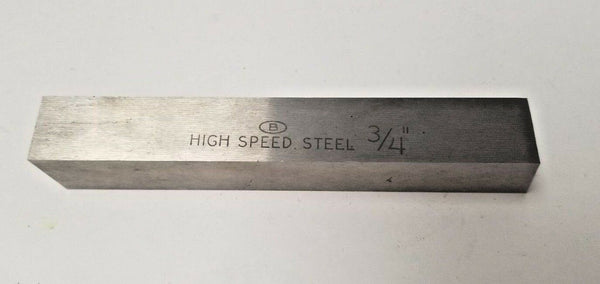 B
HIGH SPEED STEEL 3/4"